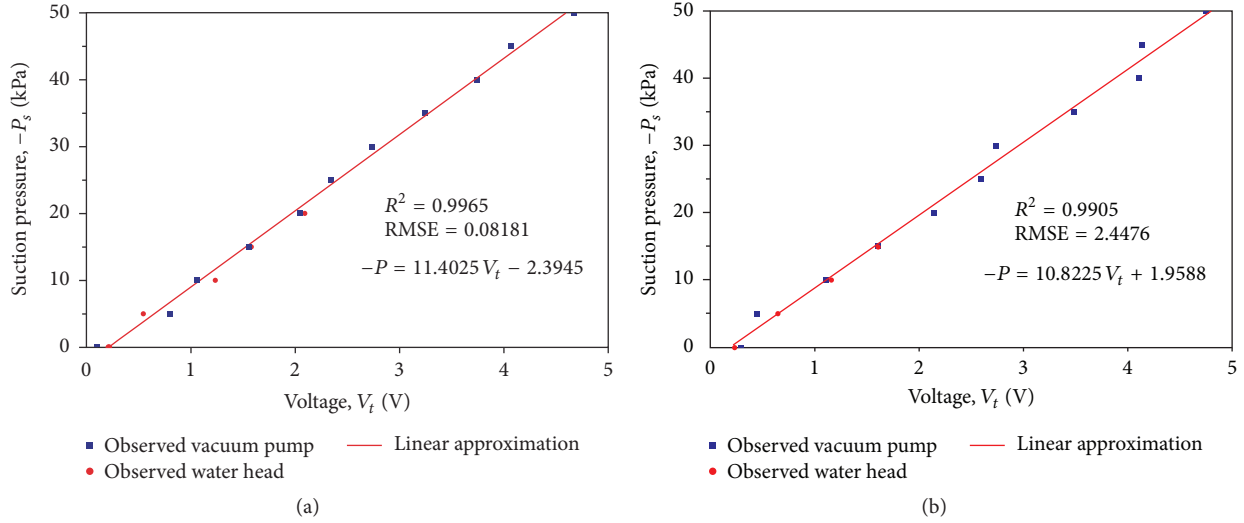 50
40
30
20
10
0
Suction pressure, −P_s (kPa)
R² = 0.9965
RMSE = 0.08181
−P = 11.4025 V_t − 2.3945
0 1 2 3 4 5
Voltage, V_t (V)
Observed vacuum pump
Linear approximation
Observed water head
(a)
50
40
30
20
10
0
Suction pressure, −P_s (kPa)
R² = 0.9905
RMSE = 2.4476
−P = 10.8225 V_t + 1.9588
0 1 2 3 4 5
Voltage, V_t (V)
Observed vacuum pump
Linear approximation
Observed water head
(b)